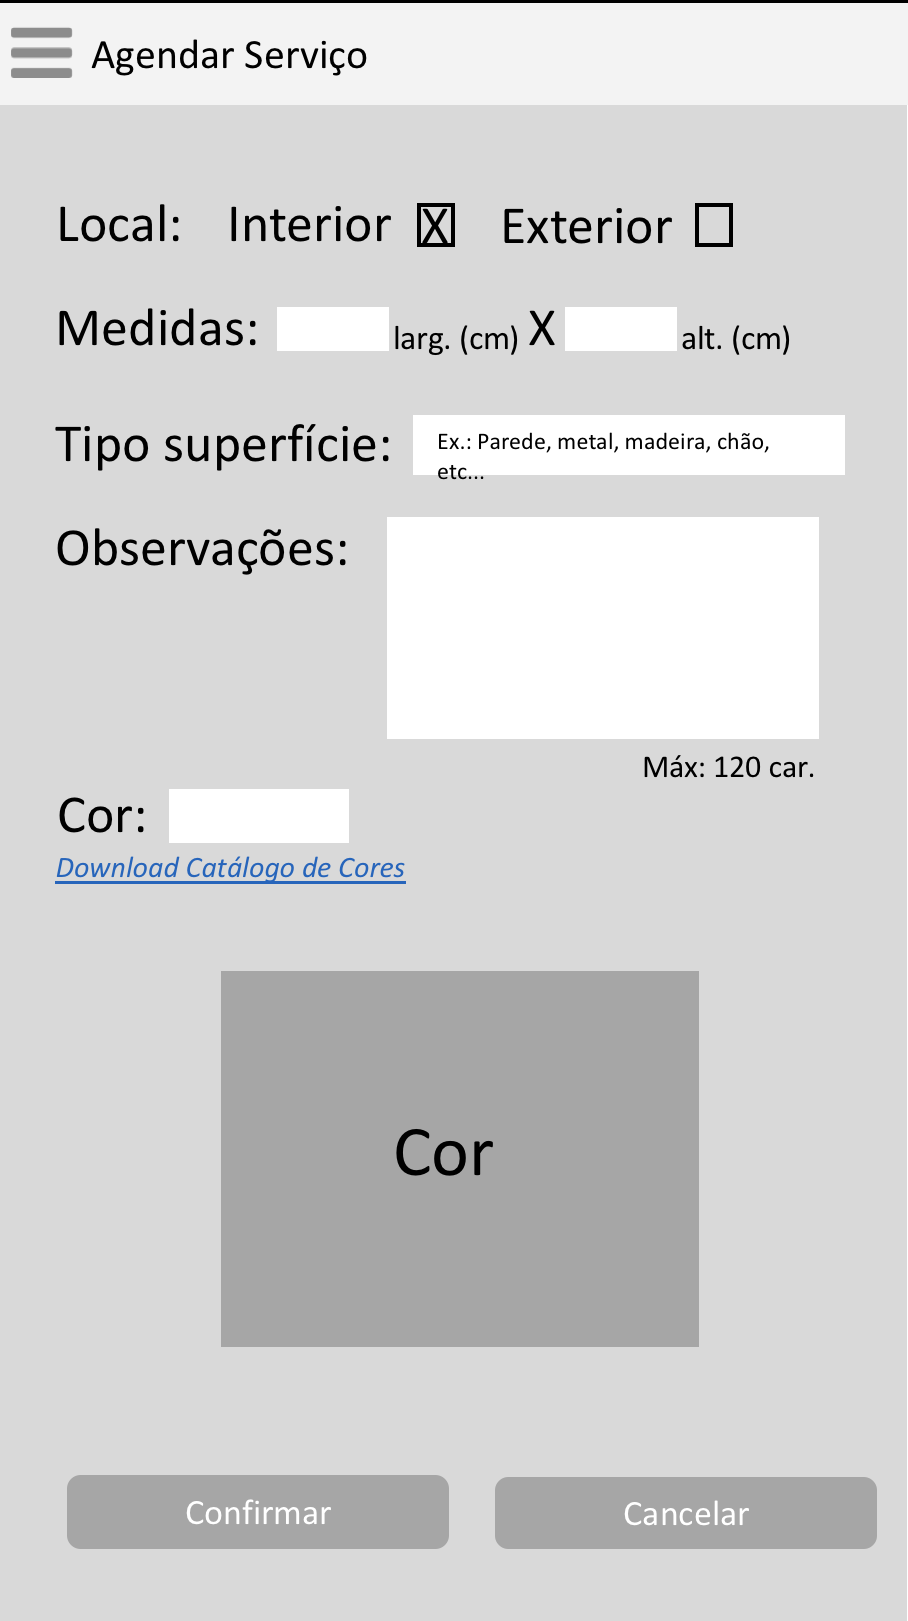 Agendar Serviço
Local: Interior X Exterior
Medidas: larg. (cm) X alt. (cm)
Tipo superfície: Ex.: Parede, metal, madeira, chão,
etc...
Observações:
Máx: 120 car.
Cor:
Download Catálogo de Cores
Cor
Confirmar Cancelar